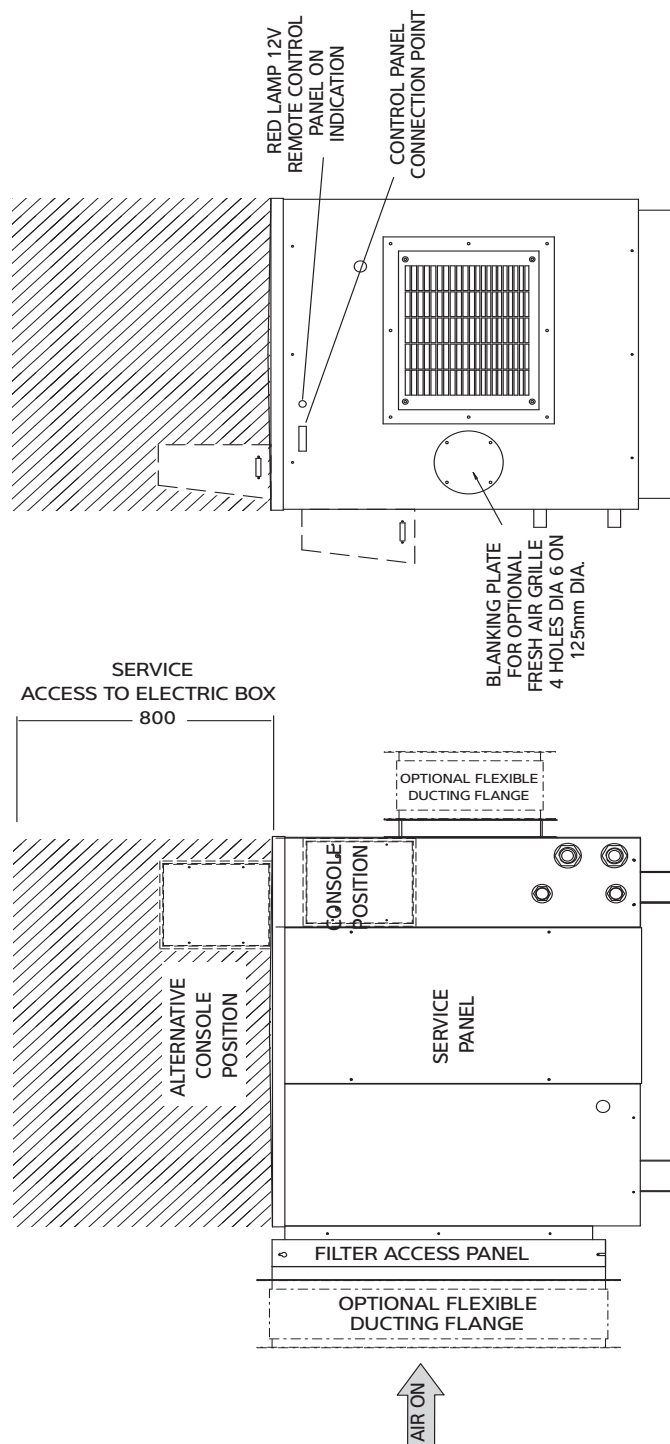 RED LAMP 12V
REMOTE CONTROL
PANEL ON
INDICATION
CONTROL PANEL
CONNECTION POINT
BLANKING PLATE
FOR OPTIONAL
FRESH AIR GRILLE
4 HOLES DIA 6 ON
125mm DIA.
SERVICE
ACCESS TO ELECTRIC BOX
800
OPTIONAL FLEXIBLE
DUCTING FLANGE
CONSOLE
POSITION
ALTERNATIVE
CONSOLE
POSITION
SERVICE
PANEL
FILTER ACCESS PANEL
OPTIONAL FLEXIBLE
DUCTING FLANGE
AIR ON